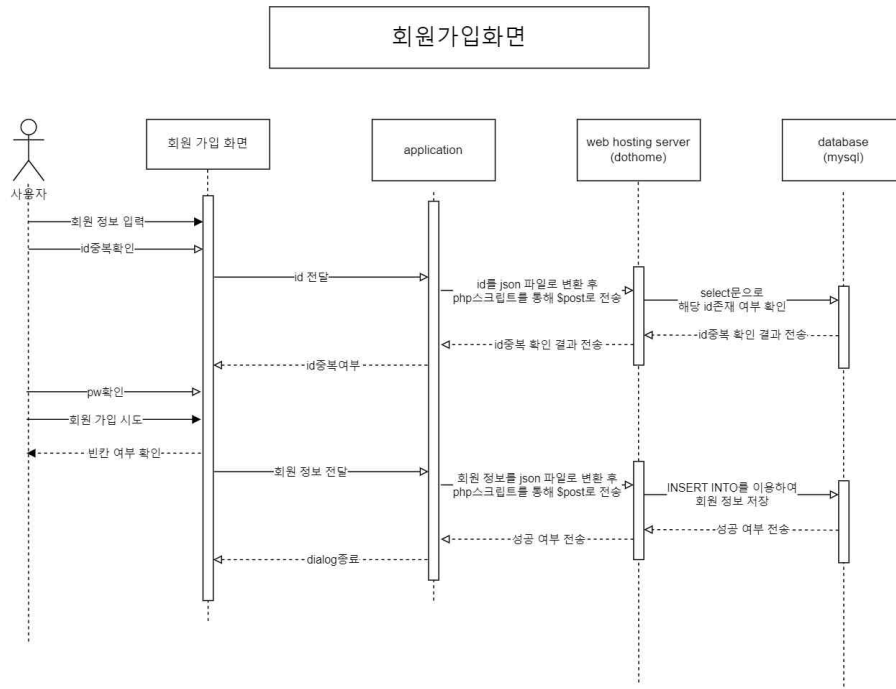 회원가입화면
회원 가입 화면
application
web hosting server
(dothome)
database
(mysql)
사용자
회원 정보 입력
id중복확인
id 전달
id를 json 파일로 변환 후
php스크립트를 통해 $post로 전송
select문으로
해당 id존재 여부 확인
id중복 확인 결과 전송
id중복 확인 결과 전송
id중복여부
pw확인
회원 가입 시도
빈칸 여부 확인
회원 정보 전달
회원 정보를 json 파일로 변환 후
php스크립트를 통해 $post로 전송
INSERT INTO를 이용하여
회원 정보 저장
성공 여부 전송
성공 여부 전송
dialog종료